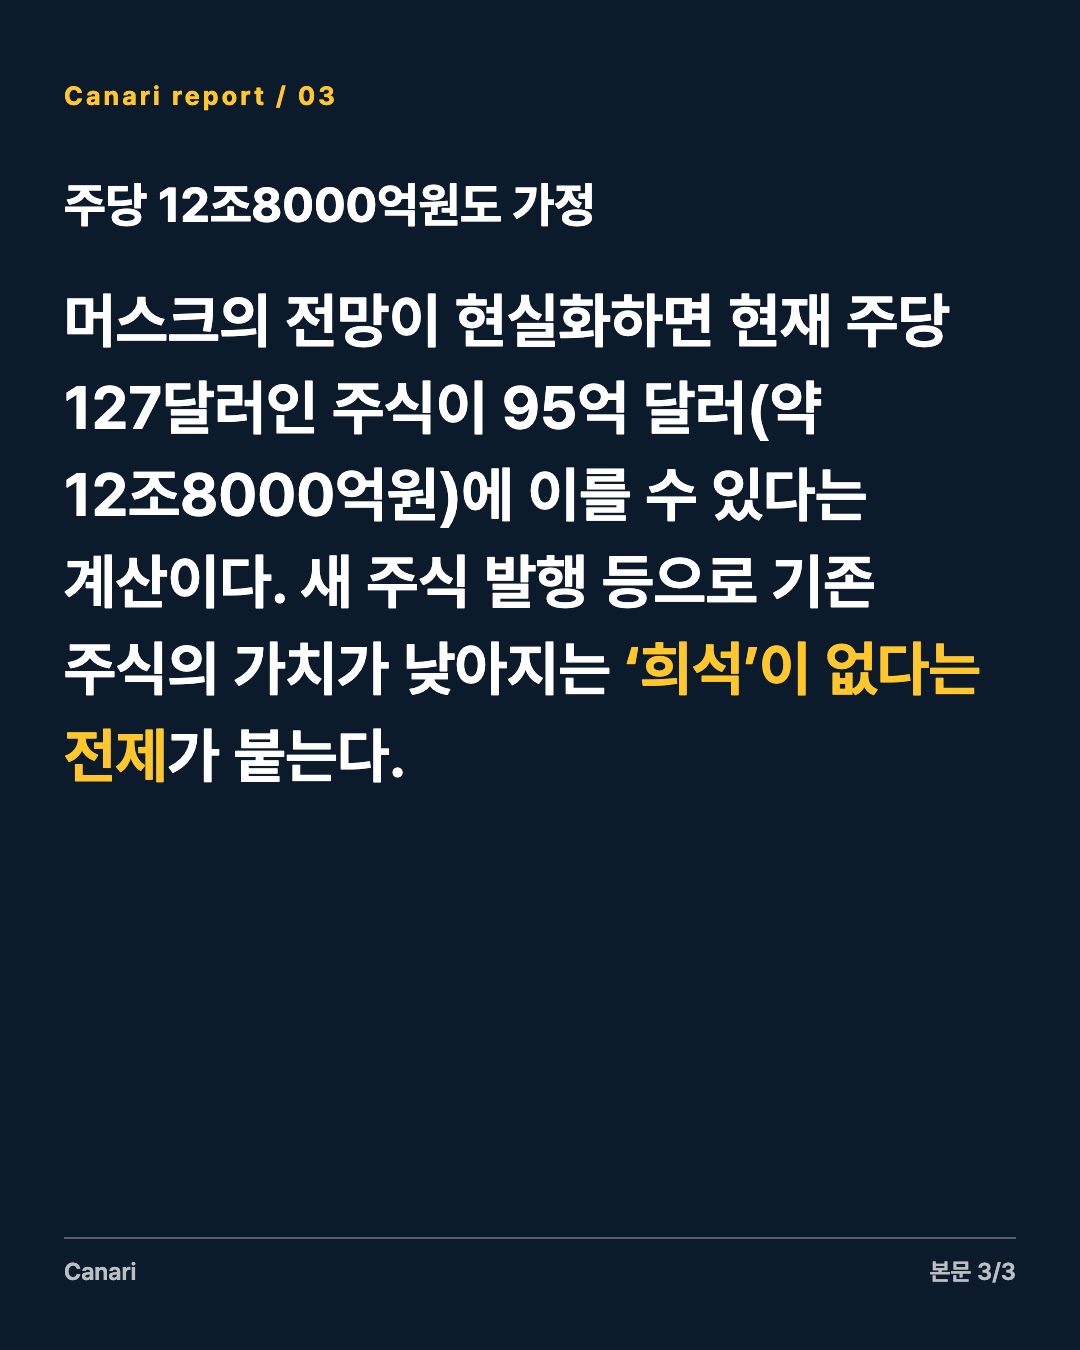 Canari report / 03
주당 12조8000억원도 가정
머스크의 전망이 현실화하면 현재 주당
127달러인 주식이 95억 달러(약
12조8000억원)에 이를 수 있다는
계산이다. 새 주식 발행 등으로 기존
주식의 가치가 낮아지는 ‘희석’이 없다는
전제가 붙는다.
Canari
본문 3/3